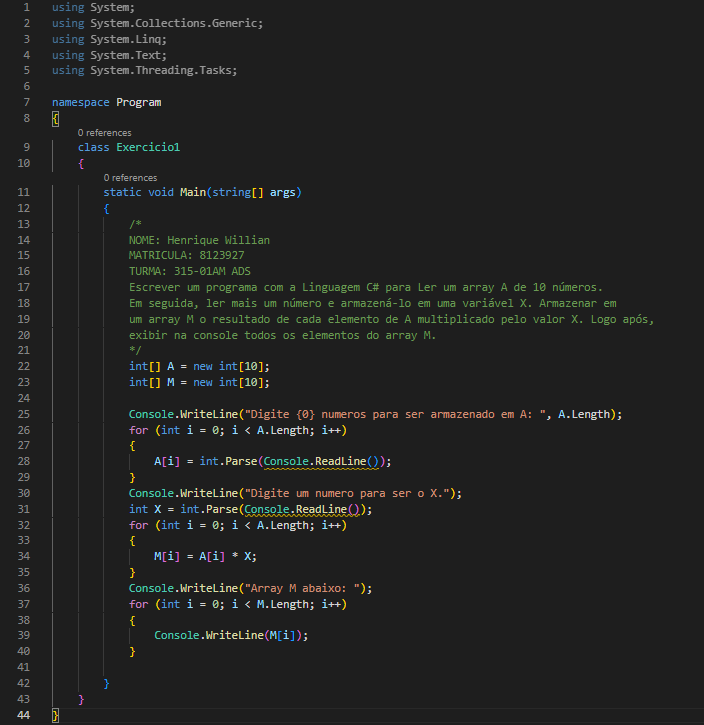 1 using System;
2 using System.Collections.Generic;
3 using System.Linq;
4 using System.Text;
5 using System.Threading.Tasks;
6
7 namespace Program
8 {
0 references
9 class Exercicio1
10 {
0 references
11 static void Main(string[] args)
12 {
13 /*
14 NOME: Henrique Willian
15 MATRICULA: 8123927
16 TURMA: 315-01AM ADS
17 Escrever um programa com a Linguagem C# para Ler um array A de 10 números.
18 Em seguida, ler mais um número e armazená-lo em uma variável X. Armazenar em
19 um array M o resultado de cada elemento de A multiplicado pelo valor X. Logo após,
20 exibir na console todos os elementos do array M.
21 */
22 int[] A = new int[10];
23 int[] M = new int[10];
24
25 Console.WriteLine("Digite {0} numeros para ser armazenado em A: ", A.Length);
26 for (int i = 0; i < A.Length; i++)
27 {
28 A[i] = int.Parse(Console.ReadLine());
29 }
30 Console.WriteLine("Digite um numero para ser o X.");
31 int X = int.Parse(Console.ReadLine());
32 for (int i = 0; i < A.Length; i++)
33 {
34 M[i] = A[i] * X;
35 }
36 Console.WriteLine("Array M abaixo: ");
37 for (int i = 0; i < M.Length; i++)
38 {
39 Console.WriteLine(M[i]);
40 }
41
42 }
43 }
44 }